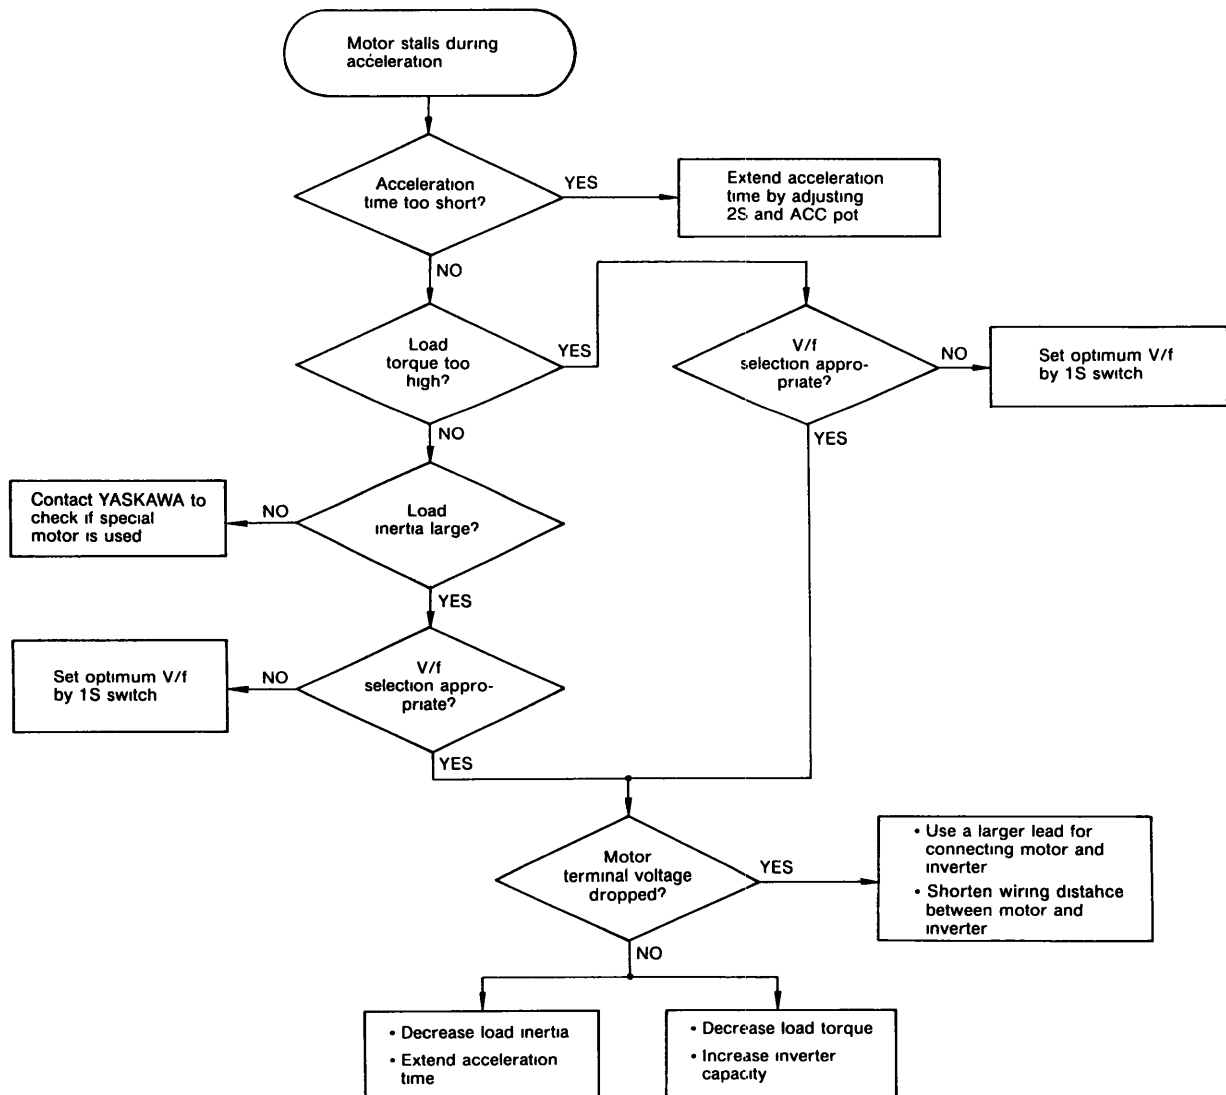 Motor stalls during
acceleration
Acceleration
time too short?
YES
Extend acceleration
time by adjusting
2S and ACC pot
NO
Load
torque too
high?
YES
V/f
selection appro-
priate?
NO
Set optimum V/f
by 1S switch
NO
YES
Contact YASKAWA to
check if special
motor is used
NO
Load
inertia large?
YES
Set optimum V/f
by 1S switch
NO
V/f
selection appro-
priate?
YES
Motor
terminal voltage
dropped?
YES
• Use a larger lead for
connecting motor and
inverter
• Shorten wiring distance
between motor and
inverter
NO
• Decrease load inertia
• Extend acceleration
time
• Decrease load torque
• Increase inverter
capacity